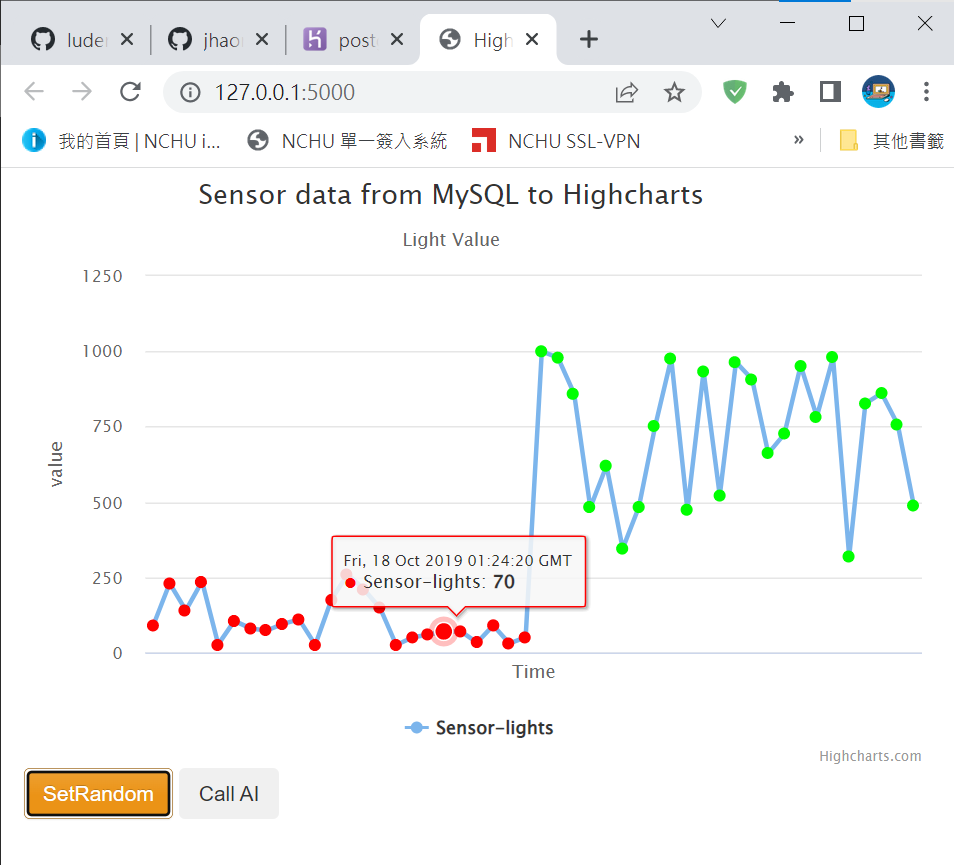 luder
jhaor
post
High
127.0.0.1:5000
我的首頁 | NCHU i...
NCHU 單一簽入系統
NCHU SSL-VPN
»
其他書籤
Sensor data from MySQL to Highcharts
Light Value
1250
1000
750
500
250
0
value
Fri, 18 Oct 2019 01:24:20 GMT
Sensor-lights: 70
Time
Sensor-lights
Highcharts.com
SetRandom
Call AI